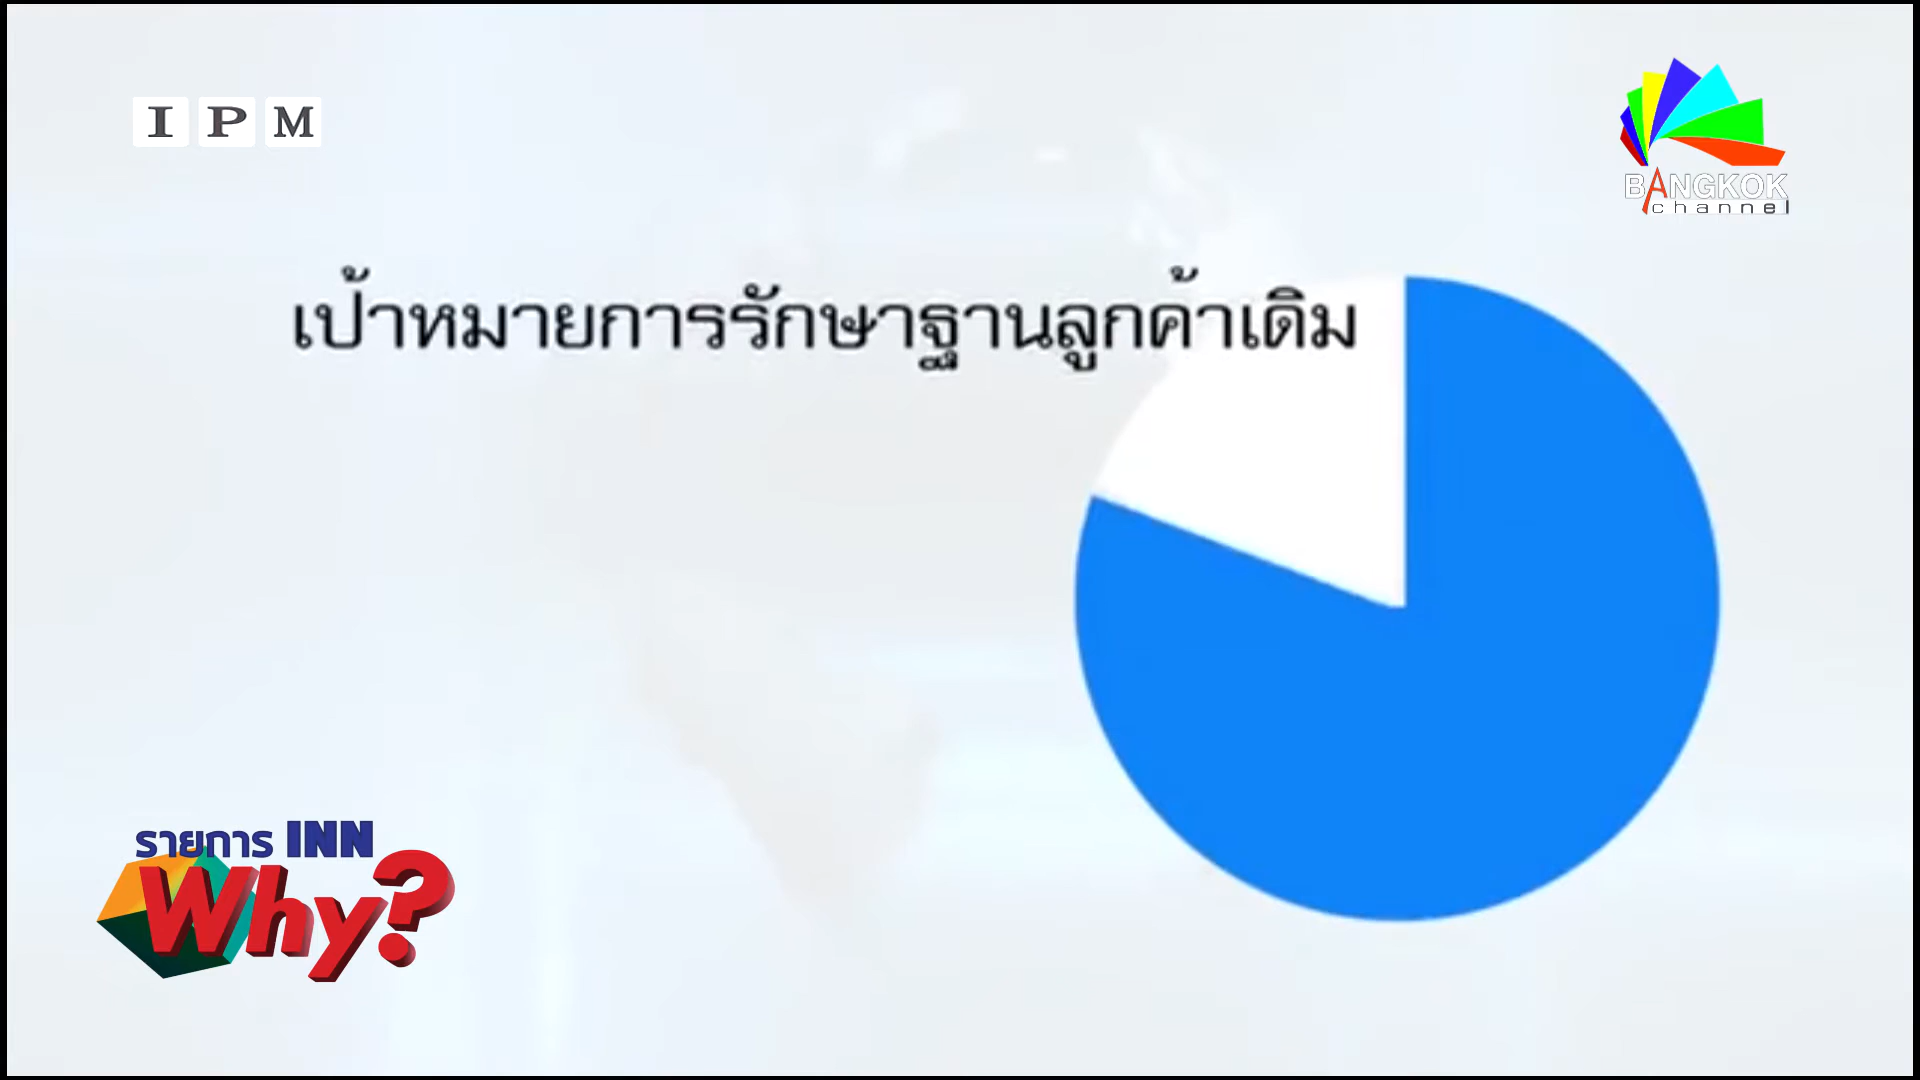 IPM
BANGKOK
channel
เป้าหมายการรักษาฐานลูกค้าเดิม
รายการ INN
Why?